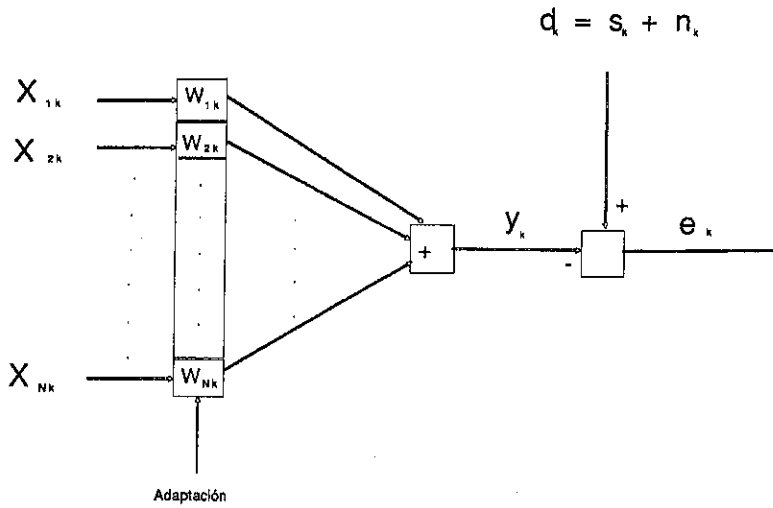 d_k = s_k + n_k
X_1k
W_1k
X_2k
W_2k
+
y_k
+
-
e_k
X_Nk
W_Nk
Adaptación